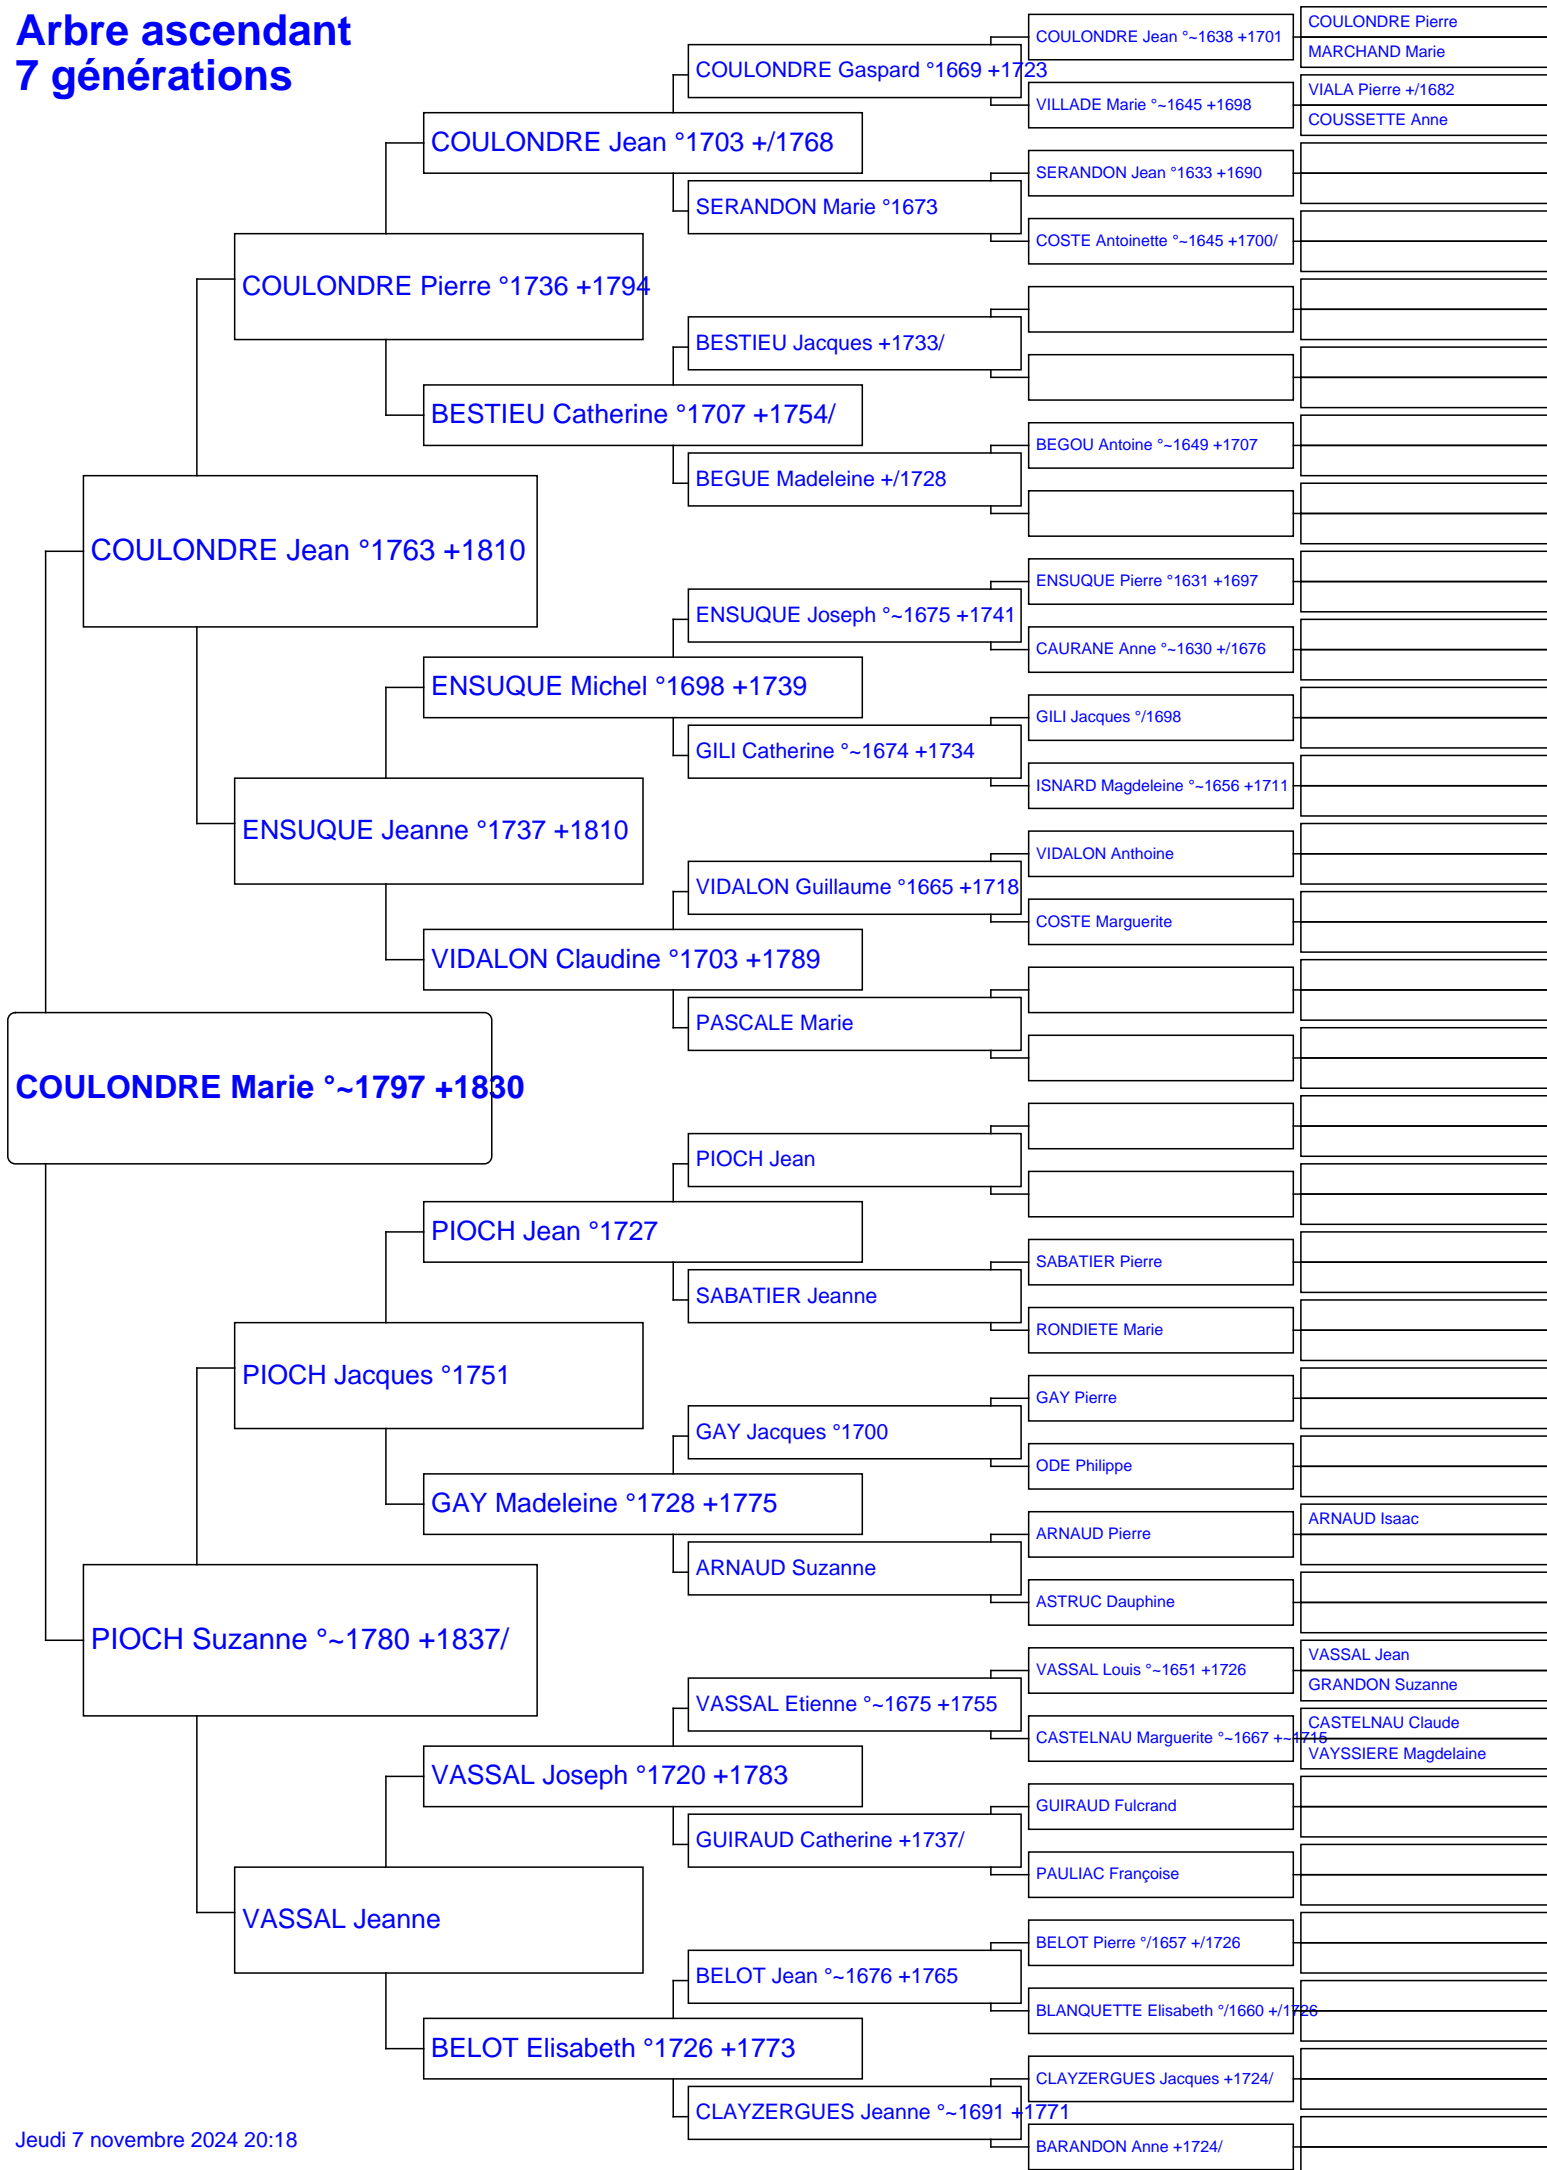 Arbre ascendant
7 générations
COULONDRE Marie °~1797 +1830
COULONDRE Jean °1763 +1810
PIOCH Suzanne °~1780 +1837/
COULONDRE Pierre °1736 +1794
ENSUQUE Jeanne °1737 +1810
PIOCH Jacques °1751
VASSAL Jeanne
COULONDRE Jean °1703 +/1768
BESTIEU Catherine °1707 +1754/
ENSUQUE Michel °1698 +1739
VIDALON Claudine °1703 +1789
PIOCH Jean °1727
GAY Madeleine °1728 +1775
VASSAL Joseph °1720 +1783
BELOT Elisabeth °1726 +1773
COULONDRE Gaspard °1669 +1723
SERANDON Marie °1673
BESTIEU Jacques +1733/
BEGUE Madeleine +/1728
ENSUQUE Joseph °~1675 +1741
GILI Catherine °~1674 +1734
VIDALON Guillaume °1665 +1718
PASCALE Marie
PIOCH Jean
SABATIER Jeanne
GAY Jacques °1700
ARNAUD Suzanne
VASSAL Etienne °~1675 +1755
GUIRAUD Catherine +1737/
BELOT Jean °~1676 +1765
CLAYZERGUES Jeanne °~1691 +1771
COULONDRE Jean °~1638 +1701
VILLADE Marie °~1645 +1698
SERANDON Jean °1633 +1690
COSTE Antoinette °~1645 +1700/
BEGOU Antoine °~1649 +1707
ENSUQUE Pierre °1631 +1697
CAURANE Anne °~1630 +/1676
GILI Jacques °/1698
ISNARD Magdeleine °~1656 +1711
VIDALON Anthoine
COSTE Marguerite
SABATIER Pierre
RONDIETE Marie
GAY Pierre
ODE Philippe
ARNAUD Pierre
ASTRUC Dauphine
VASSAL Louis °~1651 +1726
CASTELNAU Marguerite °~1667 +~1715
GUIRAUD Fulcrand
PAULIAC Françoise
BELOT Pierre °/1657 +/1726
BLANQUETTE Elisabeth °/1660 +/1726
CLAYZERGUES Jacques +1724/
BARANDON Anne +1724/
COULONDRE Pierre
MARCHAND Marie
VIALA Pierre +/1682
COUSSETTE Anne
ARNAUD Isaac
VASSAL Jean
GRANDON Suzanne
CASTELNAU Claude
VAYSSIERE Magdelaine
Jeudi 7 novembre 2024 20:18